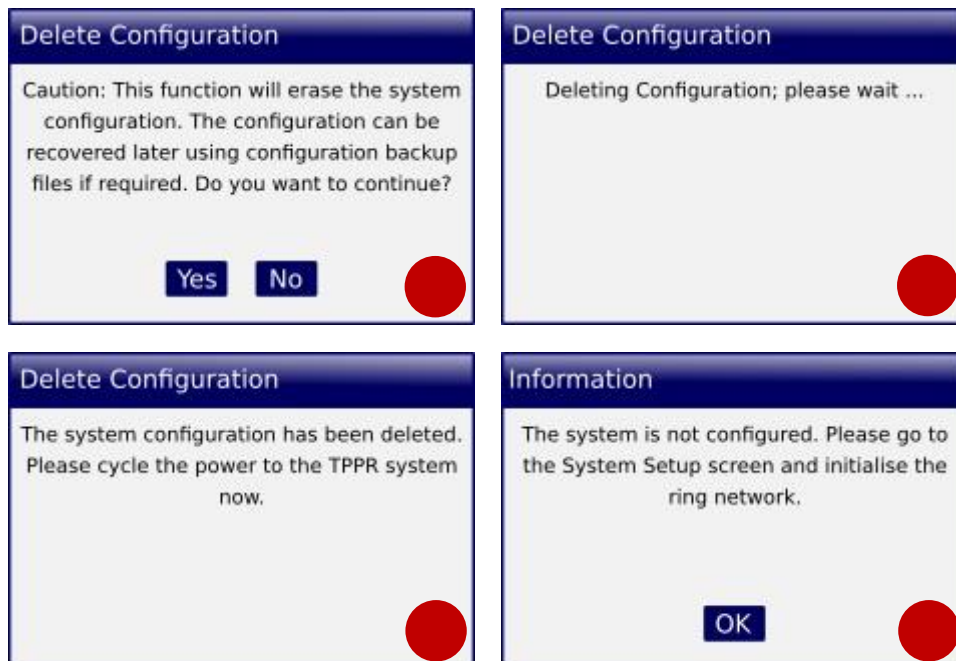 Delete Configuration
Caution: This function will erase the system
configuration. The configuration can be
recovered later using configuration backup
files if required. Do you want to continue?
Yes No
Delete Configuration
Deleting Configuration; please wait ...
Delete Configuration
The system configuration has been deleted.
Please cycle the power to the TPPR system
now.
Information
The system is not configured. Please go to
the System Setup screen and initialise the
ring network.
OK